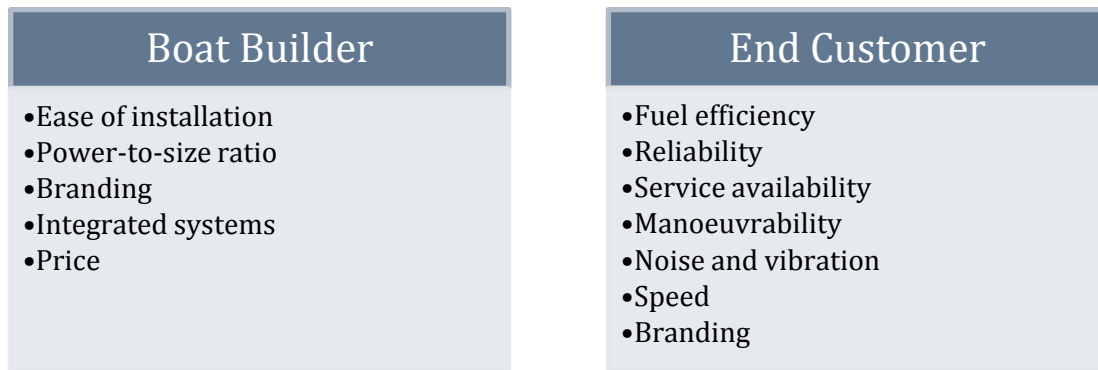 Boat Builder
•Ease of installation
•Power-to-size ratio
•Branding
•Integrated systems
•Price
End Customer
•Fuel efficiency
•Reliability
•Service availability
•Manoeuvrability
•Noise and vibration
•Speed
•Branding